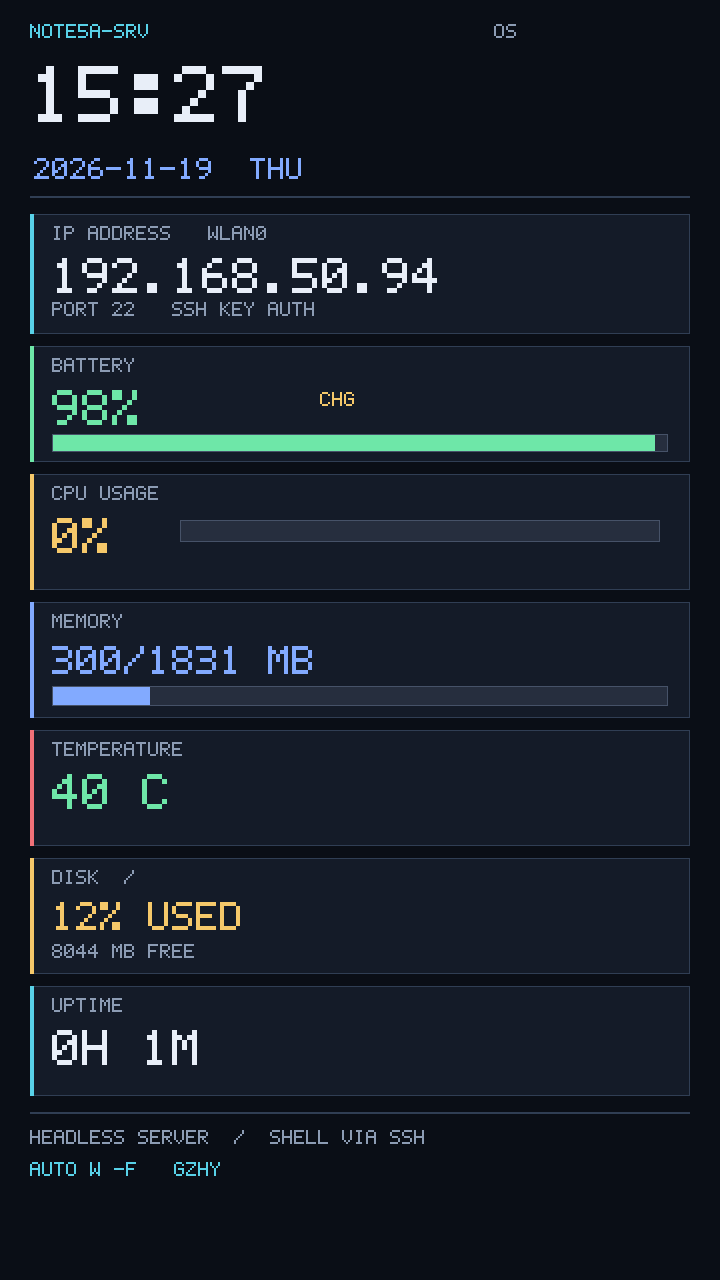 NOTE5A-SRV OS
15:27
2026-11-19 THU
IP ADDRESS WLAN0
192.168.50.94
PORT 22 SSH KEY AUTH
BATTERY
98% CHG
CPU USAGE
0%
MEMORY
300/1831 MB
TEMPERATURE
40 C
DISK /
12% USED
8044 MB FREE
UPTIME
0H 1M
HEADLESS SERVER / SHELL VIA SSH
AUTO W -F GZHY